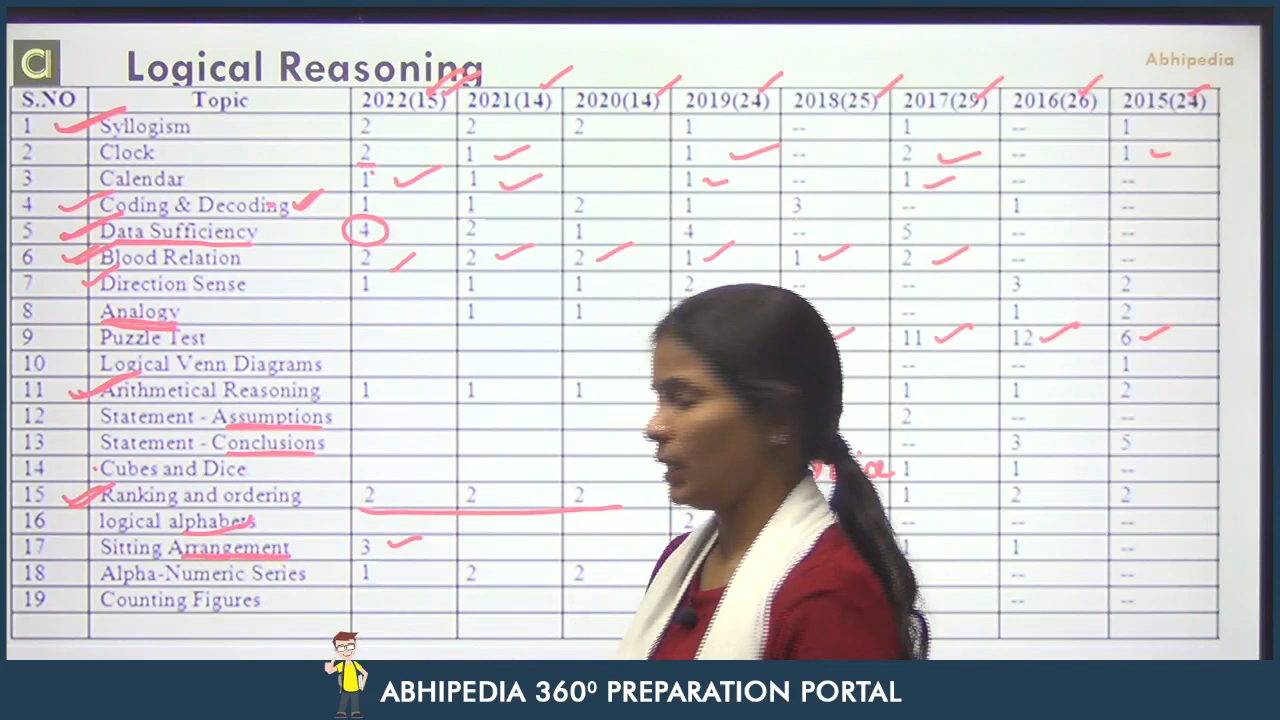 Logical Reasoning
Abhipedia
S.NO Topic 2022(15) 2021(14) 2020(14) 2019(24) 2018(25) 2017(29) 2016(26) 2015(24)
1 Syllogism 2 2 2 1 -- 1 -- 1
2 Clock 2 1 1 -- 2 -- 1
3 Calendar 1 1 1 -- 1 -- --
4 Coding & Decoding 1 1 2 1 3 -- 1 --
5 Data Sufficiency 4 2 1 4 -- 5 -- --
6 Blood Relation 2 2 2 1 1 2 -- --
7 Direction Sense 1 1 1 2 -- -- 3 2
8 Analogy 1 1 -- 1 2
9 Puzzle Test 11 12 6
10 Logical Venn Diagrams -- -- 1
11 Arithmetical Reasoning 1 1 1 1 1 2
12 Statement - Assumptions 2 -- --
13 Statement - Conclusions -- 3 5
14 Cubes and Dice 1 1 --
15 Ranking and ordering 2 2 2 1 2 2
16 logical alphabets 2 -- -- --
17 Sitting Arrangement 3 1 1 --
18 Alpha-Numeric Series 1 2 2 -- --
19 Counting Figures -- --
ABHIPEDIA 360⁰ PREPARATION PORTAL